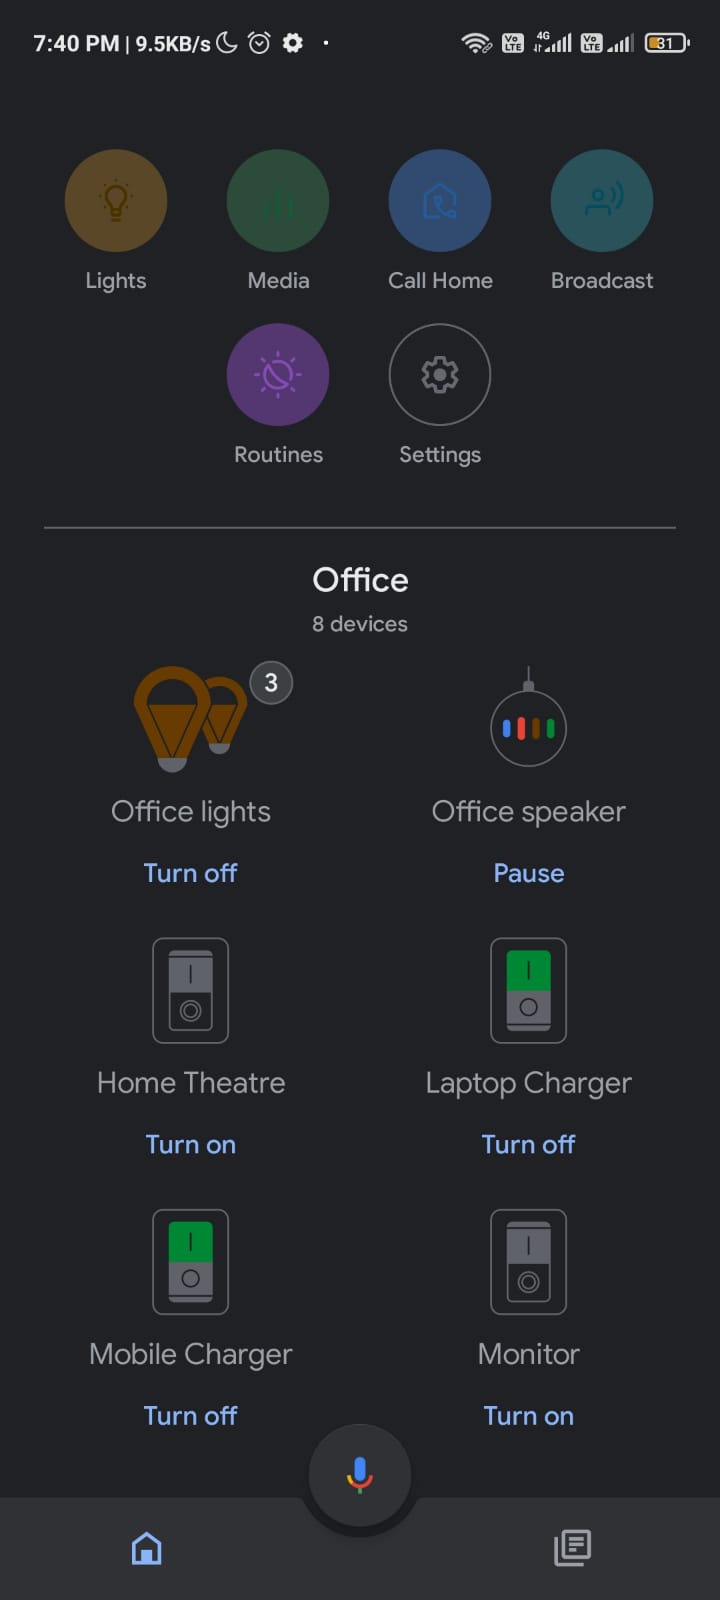 7:40 PM | 9.5KB/s
Vo LTE 4G Vo LTE 31
Lights Media Call Home Broadcast
Routines Settings
Office
8 devices
3
Office lights Office speaker
Turn off Pause
Home Theatre Laptop Charger
Turn on Turn off
Mobile Charger Monitor
Turn off Turn on